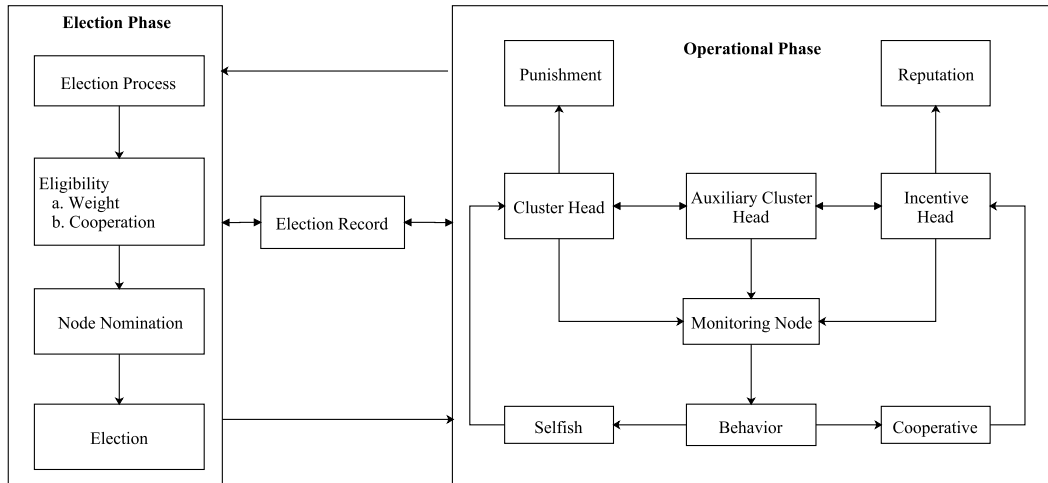 Election Phase
Election Process
Eligibility
a. Weight
b. Cooperation
Node Nomination
Election
Election Record
Operational Phase
Punishment
Reputation
Cluster Head
Auxiliary Cluster
Head
Incentive
Head
Monitoring Node
Selfish
Behavior
Cooperative